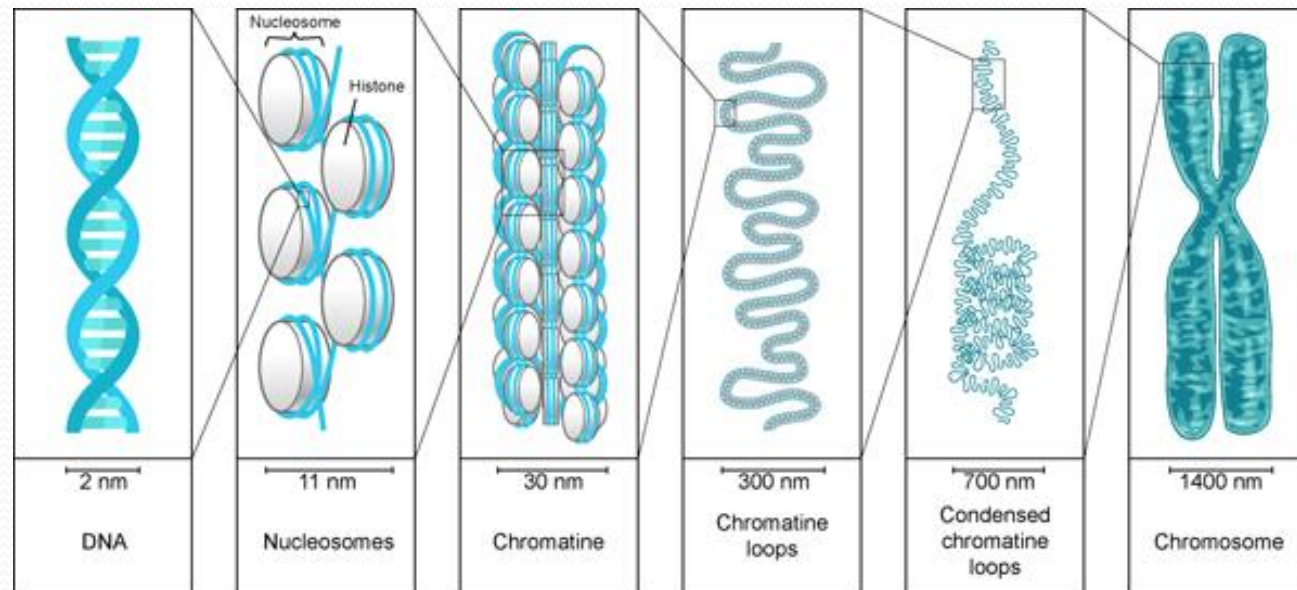 Nucleosome
Histone
2 nm
11 nm
30 nm
300 nm
700 nm
1400 nm
DNA
Nucleosomes
Chromatine
Chromatine
loops
Condensed
chromatine
loops
Chromosome